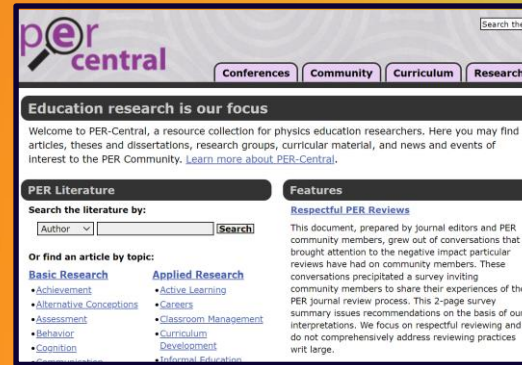 per
central
Search the
Conferences
Community
Curriculum
Research
Education research is our focus
Welcome to PER-Central, a resource collection for physics education researchers. Here you may find
articles, theses and dissertations, research groups, curricular material, and news and events of
interest to the PER Community. Learn more about PER-Central.
PER Literature
Search the literature by:
Author
Search
Or find an article by topic:
Basic Research
•Achievement
•Alternative Conceptions
•Assessment
•Behavior
•Cognition
•Communication
Applied Research
•Active Learning
•Careers
•Classroom Management
•Curriculum
Development
•Informal Education
Features
Respectful PER Reviews
This document, prepared by journal editors and PER
community members, grew out of conversations that
brought attention to the negative impact particular
reviews have had on community members. These
conversations precipitated a survey inviting
community members to share their experiences of the
PER journal review process. This 2-page survey
summary issues recommendations on the basis of our
interpretations. We focus on respectful reviewing and
do not comprehensively address reviewing practices
writ large.